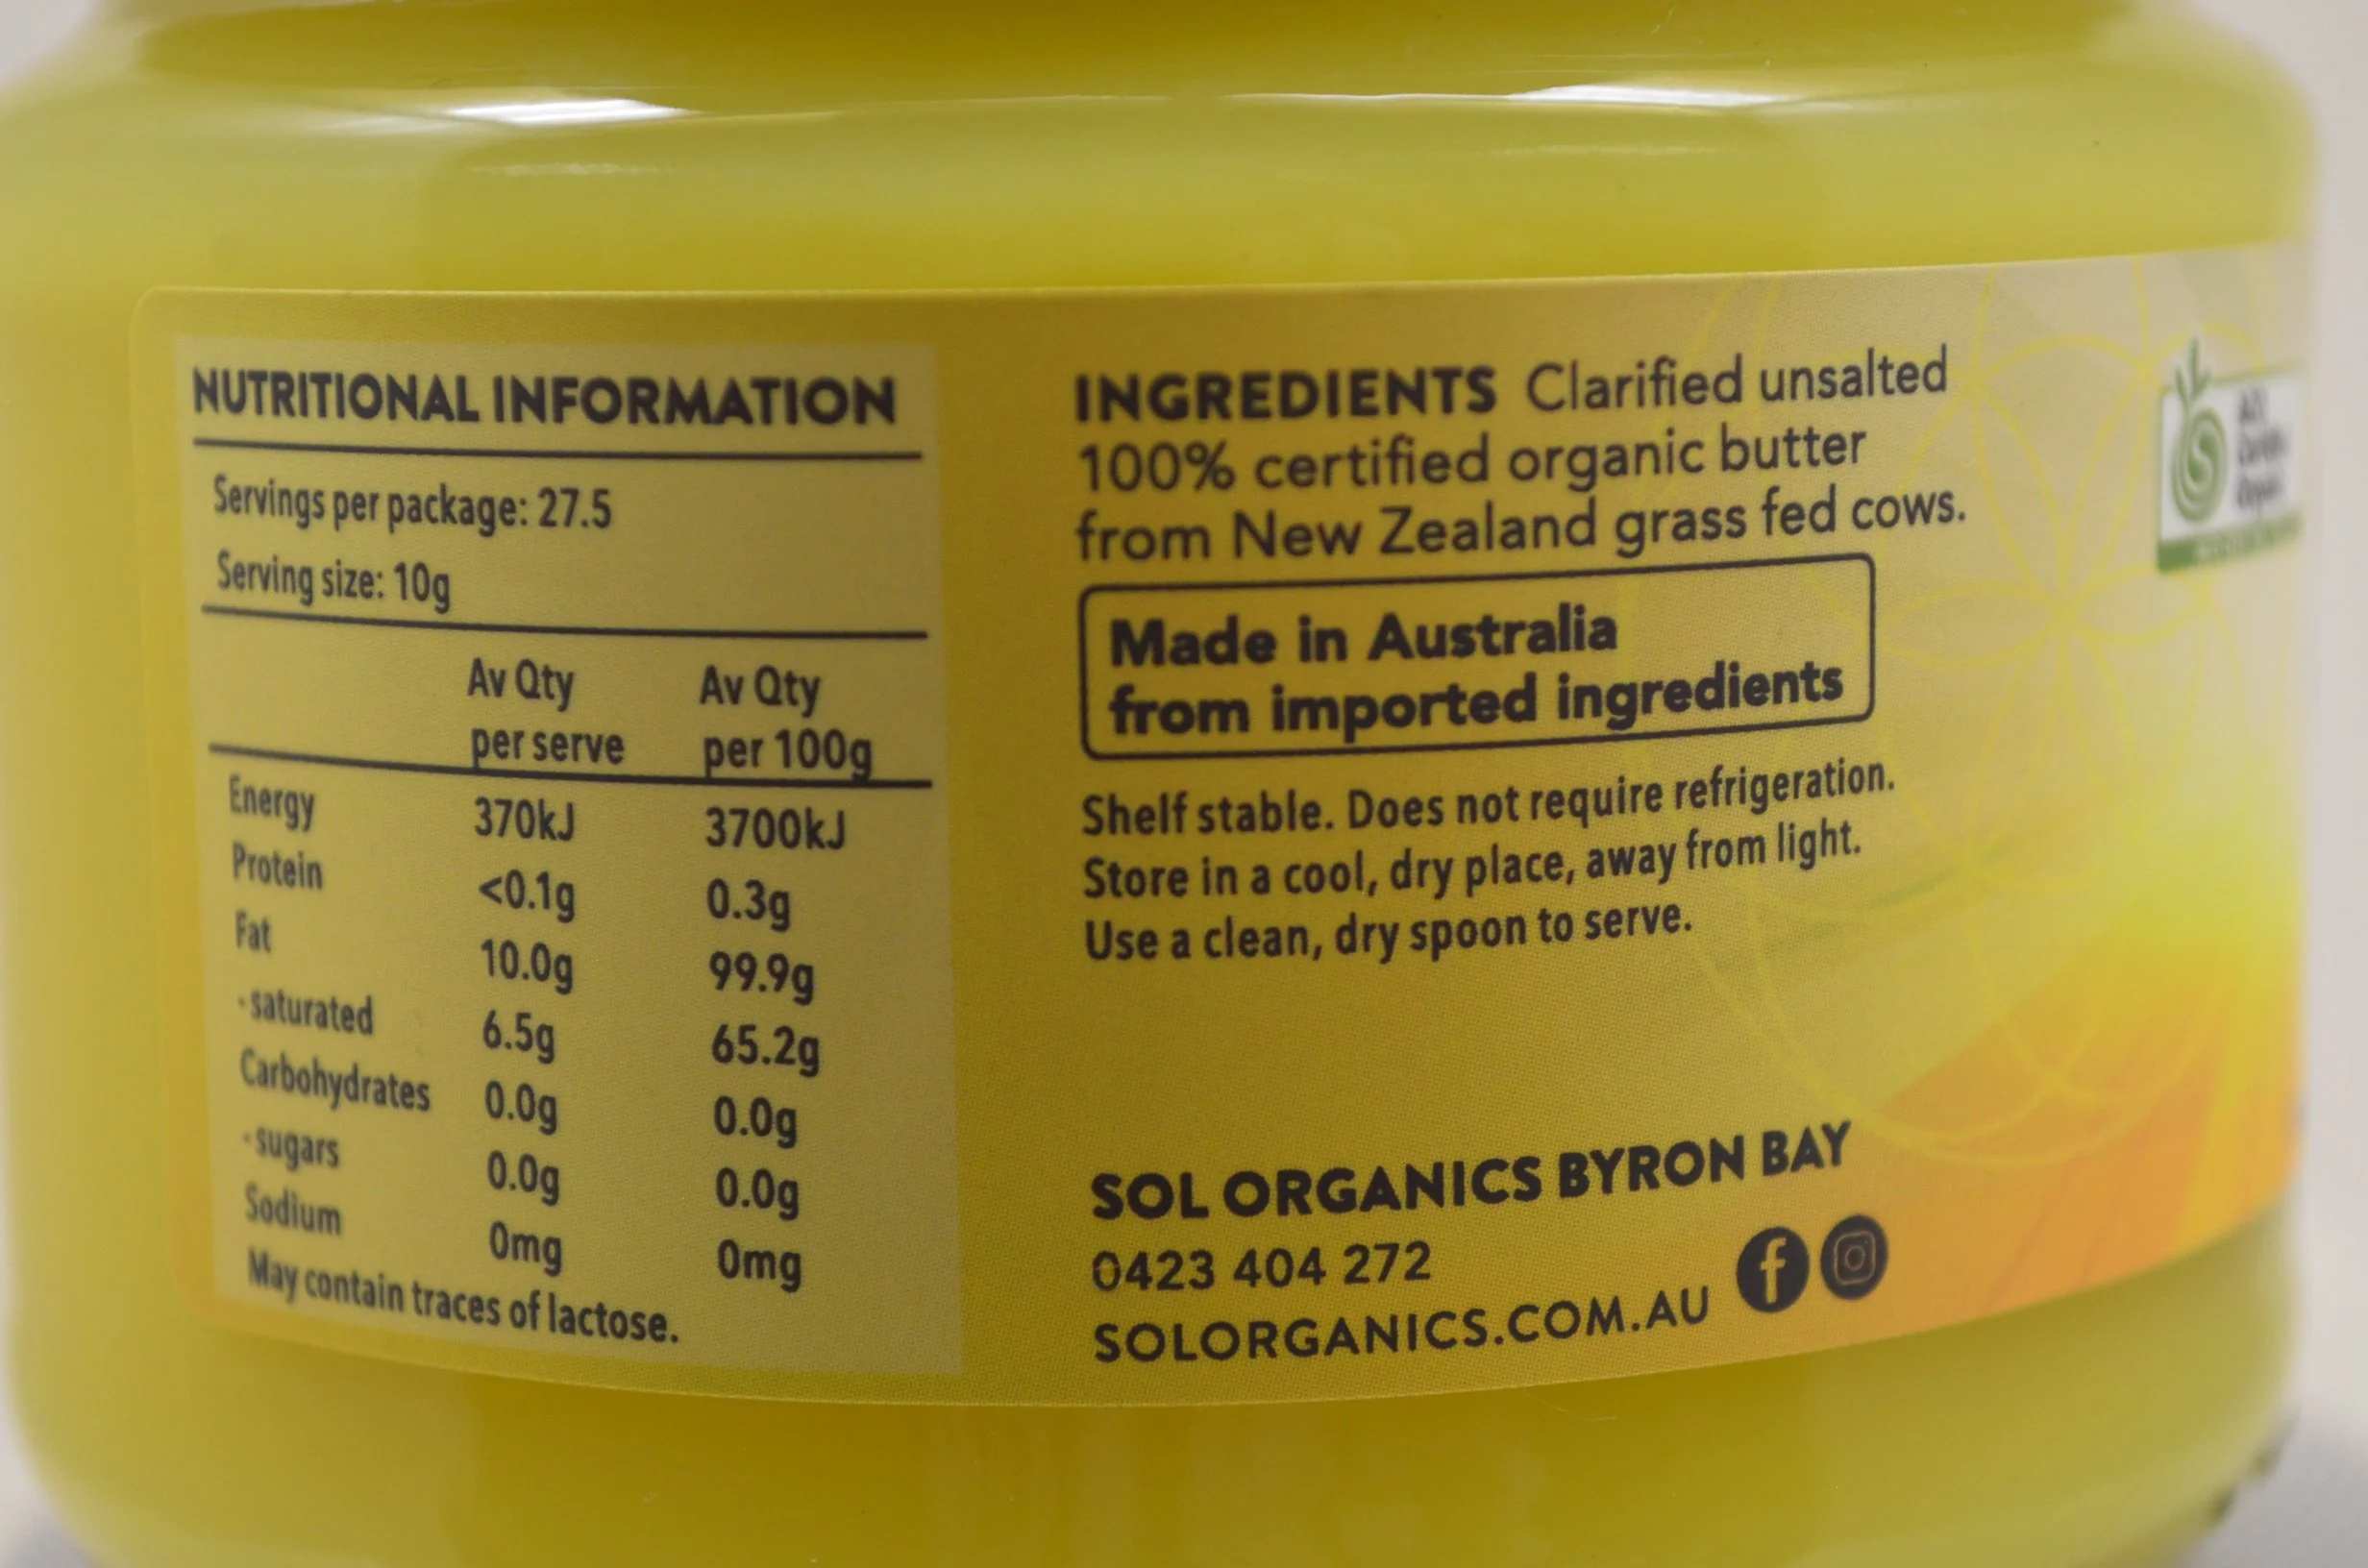 NUTRITIONAL INFORMATION
Servings per package: 27.5
Serving size: 10g
Av Qty Av Qty
per serve per 100g
Energy 370kJ 3700kJ
Protein <0.1g 0.3g
Fat 10.0g 99.9g
- saturated 6.5g 65.2g
Carbohydrates 0.0g 0.0g
- sugars 0.0g 0.0g
Sodium 0mg 0mg
May contain traces of lactose.
INGREDIENTS Clarified unsalted
100% certified organic butter
from New Zealand grass fed cows.
Made in Australia
from imported ingredients
Shelf stable. Does not require refrigeration.
Store in a cool, dry place, away from light.
Use a clean, dry spoon to serve.
SOL ORGANICS BYRON BAY
0423 404 272
SOLORGANICS.COM.AU